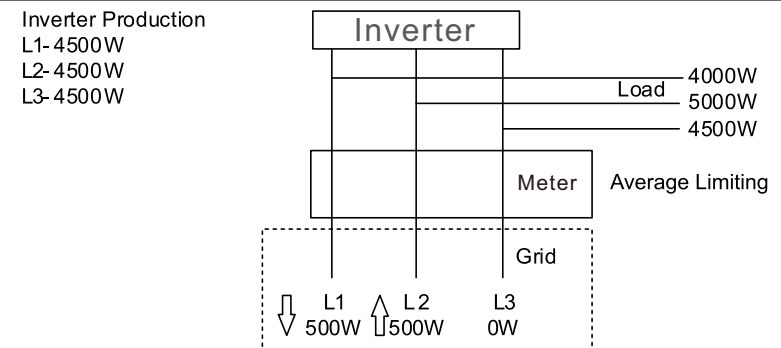 Inverter Production
L1- 4500W
L2- 4500W
L3- 4500W
Inverter
4000W
Load
5000W
4500W
Meter
Average Limiting
Grid
L1 L2 L3
500W 500W 0W